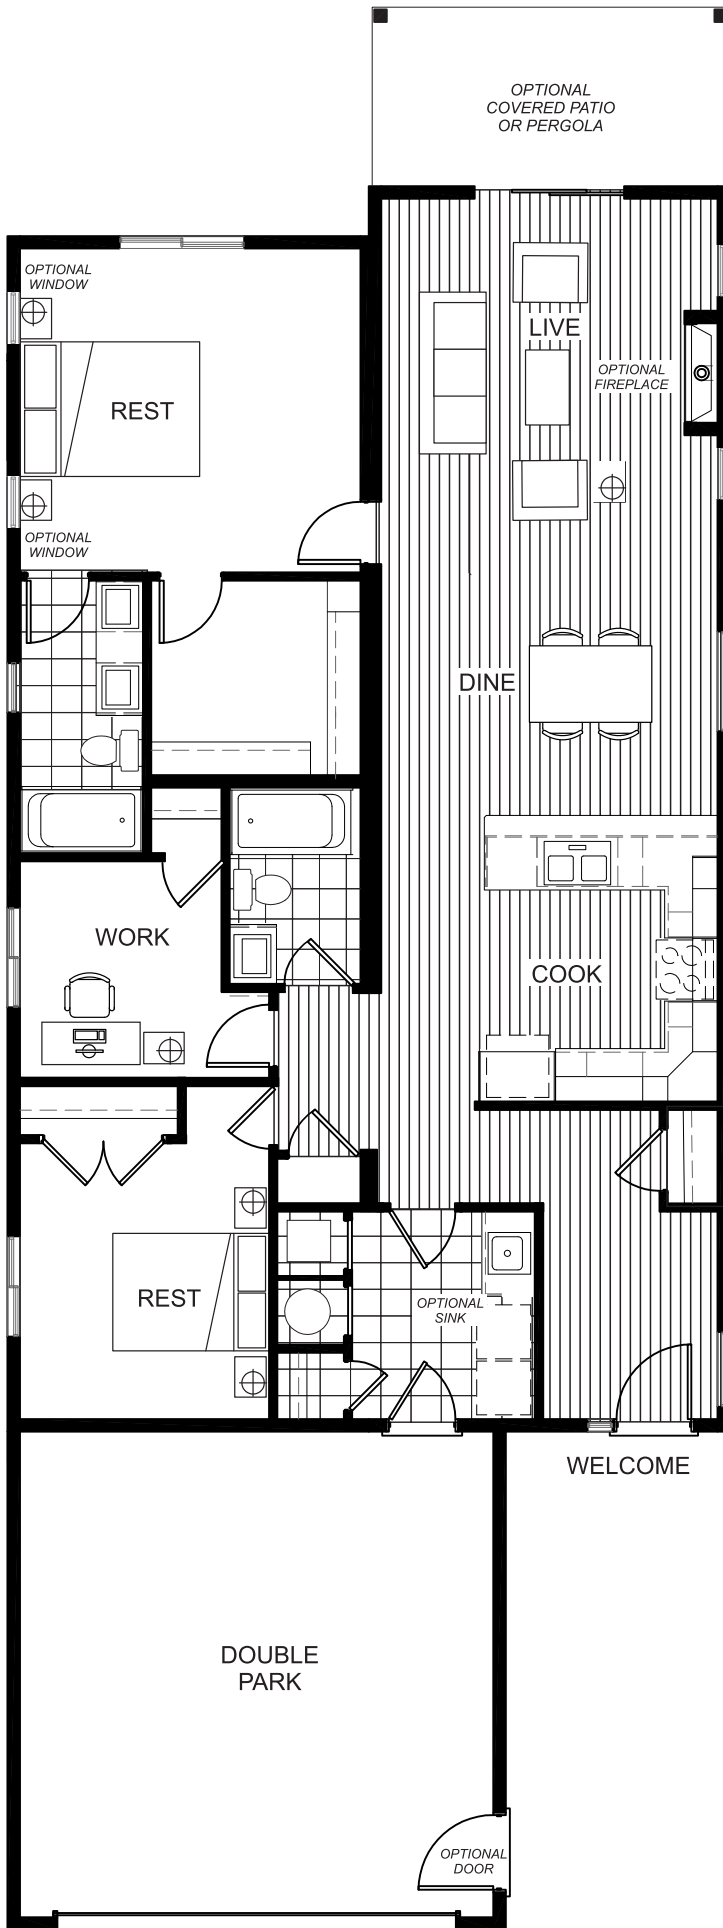 OPTIONAL
COVERED PATIO
OR PERGOLA
OPTIONAL
WINDOW
LIVE
OPTIONAL
FIREPLACE
REST
OPTIONAL
WINDOW
DINE
WORK
COOK
REST
OPTIONAL
SINK
WELCOME
DOUBLE
PARK
OPTIONAL
DOOR